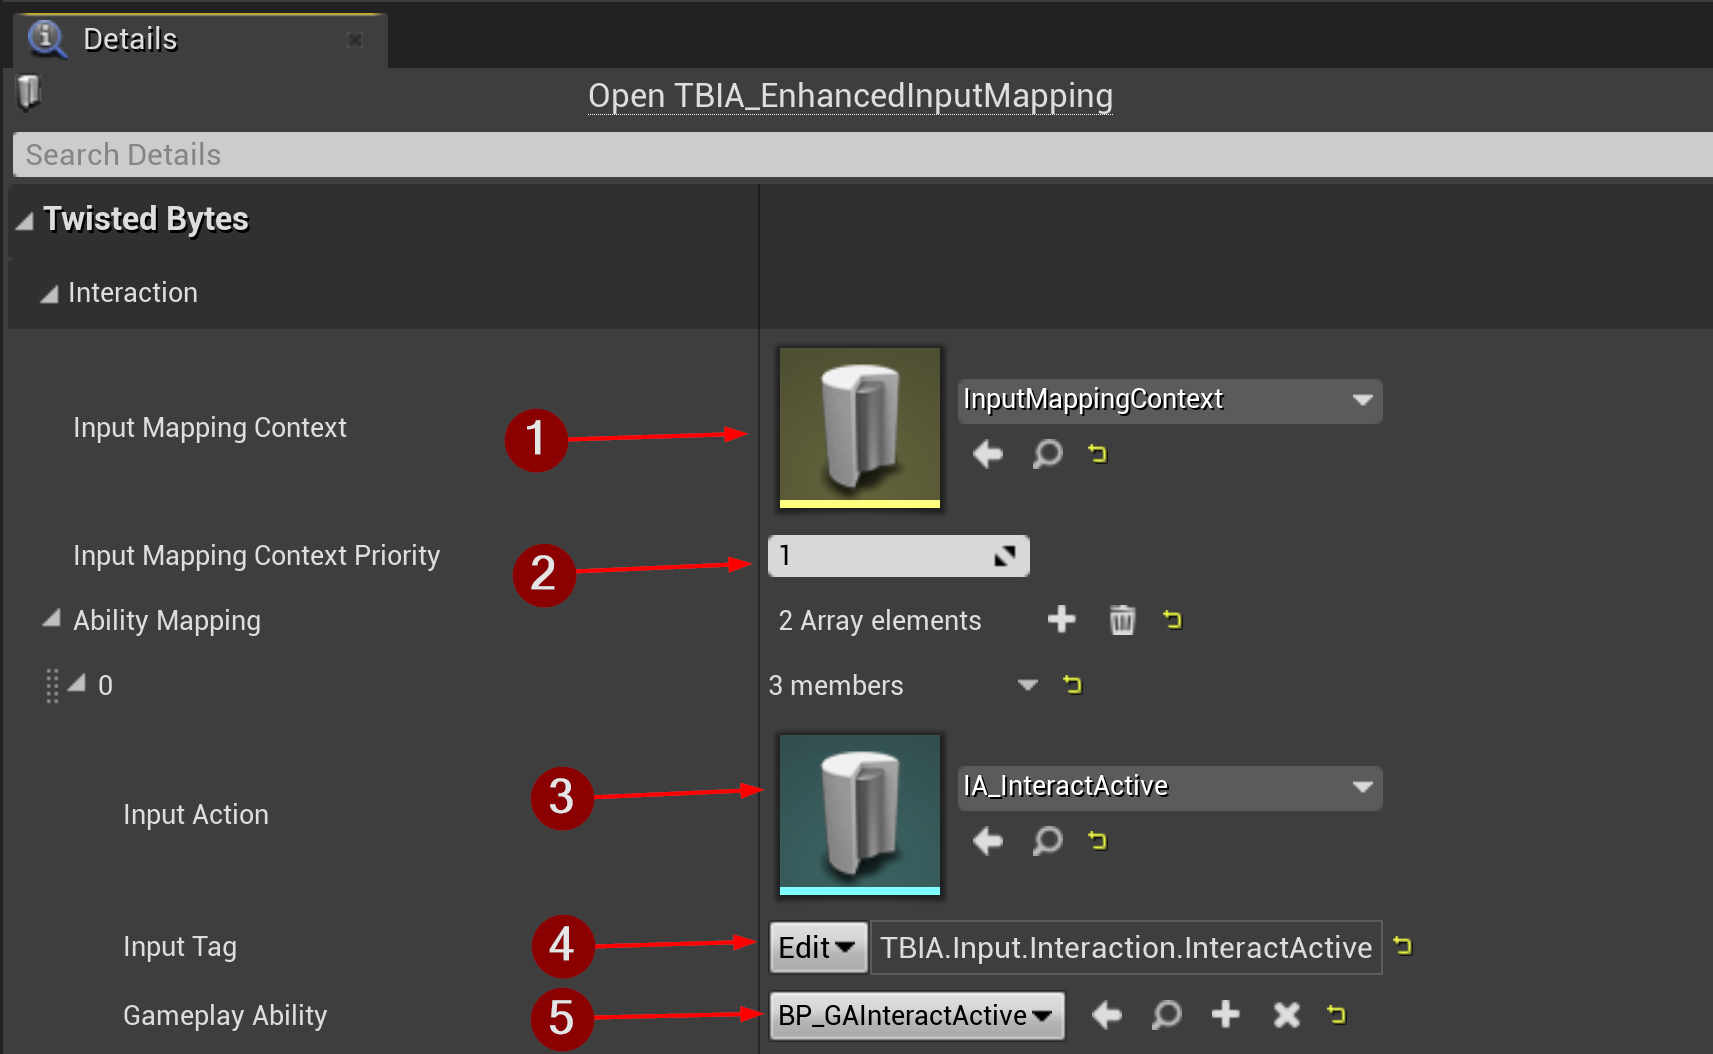 Details
Open TBIA_EnhancedInputMapping
Search Details
Twisted Bytes
Interaction
Input Mapping Context 1 InputMappingContext
Input Mapping Context Priority 2 1
Ability Mapping 2 Array elements
0 3 members
Input Action 3 IA_InteractActive
Input Tag 4 Edit TBIA.Input.Interaction.InteractActive
Gameplay Ability 5 BP_GAInteractActive